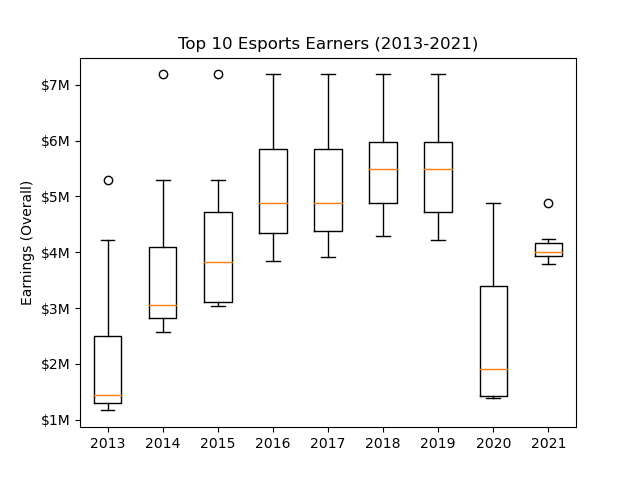 Top 10 Esports Earners (2013-2021)
Earnings (Overall)
$7M
$6M
$5M
$4M
$3M
$2M
$1M
2013 2014 2015 2016 2017 2018 2019 2020 2021